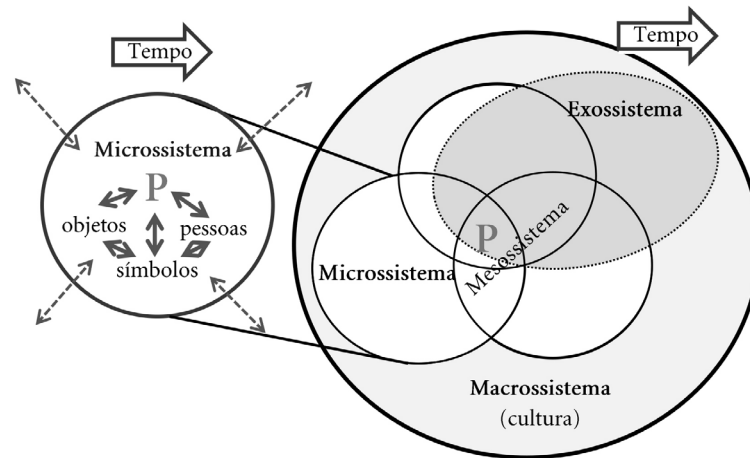 Tempo
Microssistema
P
objetos
pessoas
símbolos
Tempo
Exossistema
P
Mesossistema
Microssistema
Macrossistema
(cultura)